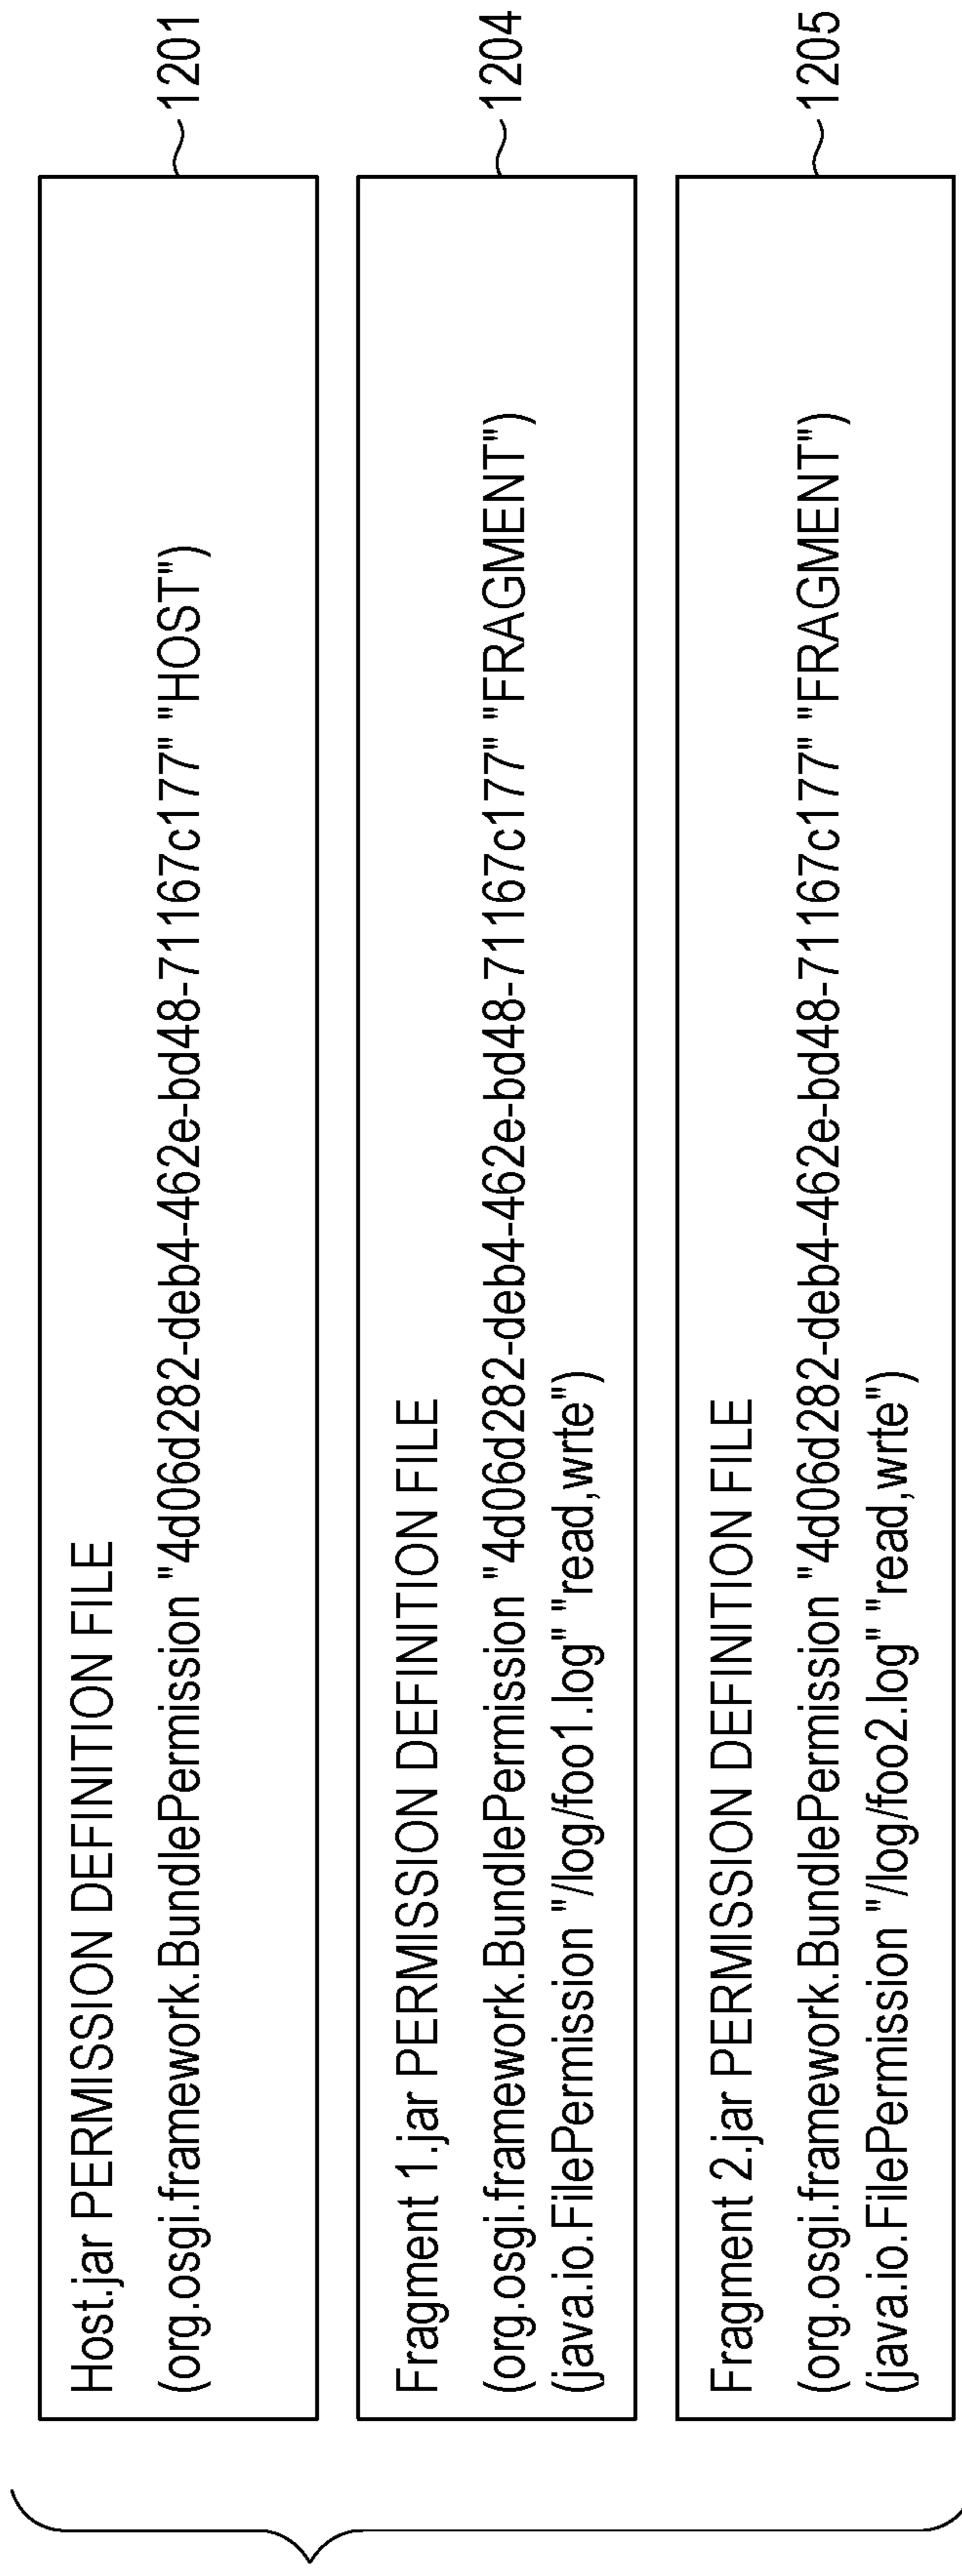 Host.jar PERMISSION DEFINITION FILE
(org.osgi.framework.BundlePermission "4d06d282-deb4-462e-bd48-71167c177" "HOST")
1201
Fragment 1.jar PERMISSION DEFINITION FILE
(org.osgi.framework.BundlePermission "4d06d282-deb4-462e-bd48-71167c177" "FRAGMENT")
(java.io.FilePermission "/log/foo1.log" "read,wrte")
1204
Fragment 2.jar PERMISSION DEFINITION FILE
(org.osgi.framework.BundlePermission "4d06d282-deb4-462e-bd48-71167c177" "FRAGMENT")
(java.io.FilePermission "/log/foo2.log" "read,wrte")
1205